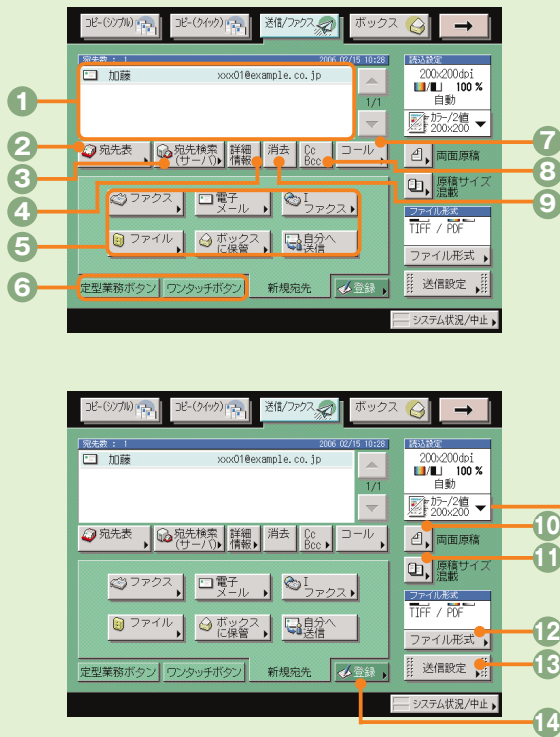 コピー(シンプル) コピー(クイック) 送信/ファクス ボックス →
宛先数 : 1 2006 02/15 10:28 読込設定
加藤 xxx01@example.co.jp 200x200dpi
100 %
1/1 自動
カラー/2値
200x200
宛先表 宛先検索(サーバ) 詳細情報 消去 Cc Bcc コール 両面原稿
原稿サイズ混載
ファクス 電子メール Iファクス
ファイル形式
TIFF / PDF
ファイル ボックスに保管 自分へ送信
ファイル形式
定型業務ボタン ワンタッチボタン 新規宛先 登録 送信設定
システム状況/中止
1
2
3
4
5
6
7
8
9
コピー(シンプル) コピー(クイック) 送信/ファクス ボックス →
宛先数 : 1 2006 02/15 10:28 読込設定
加藤 xxx01@example.co.jp 200x200dpi
100 %
1/1 自動
カラー/2値
200x200
宛先表 宛先検索(サーバ) 詳細情報 消去 Cc Bcc コール 両面原稿
原稿サイズ混載
ファクス 電子メール Iファクス
ファイル形式
TIFF / PDF
ファイル ボックスに保管 自分へ送信
ファイル形式
定型業務ボタン ワンタッチボタン 新規宛先 登録 送信設定
システム状況/中止
10
11
12
13
14